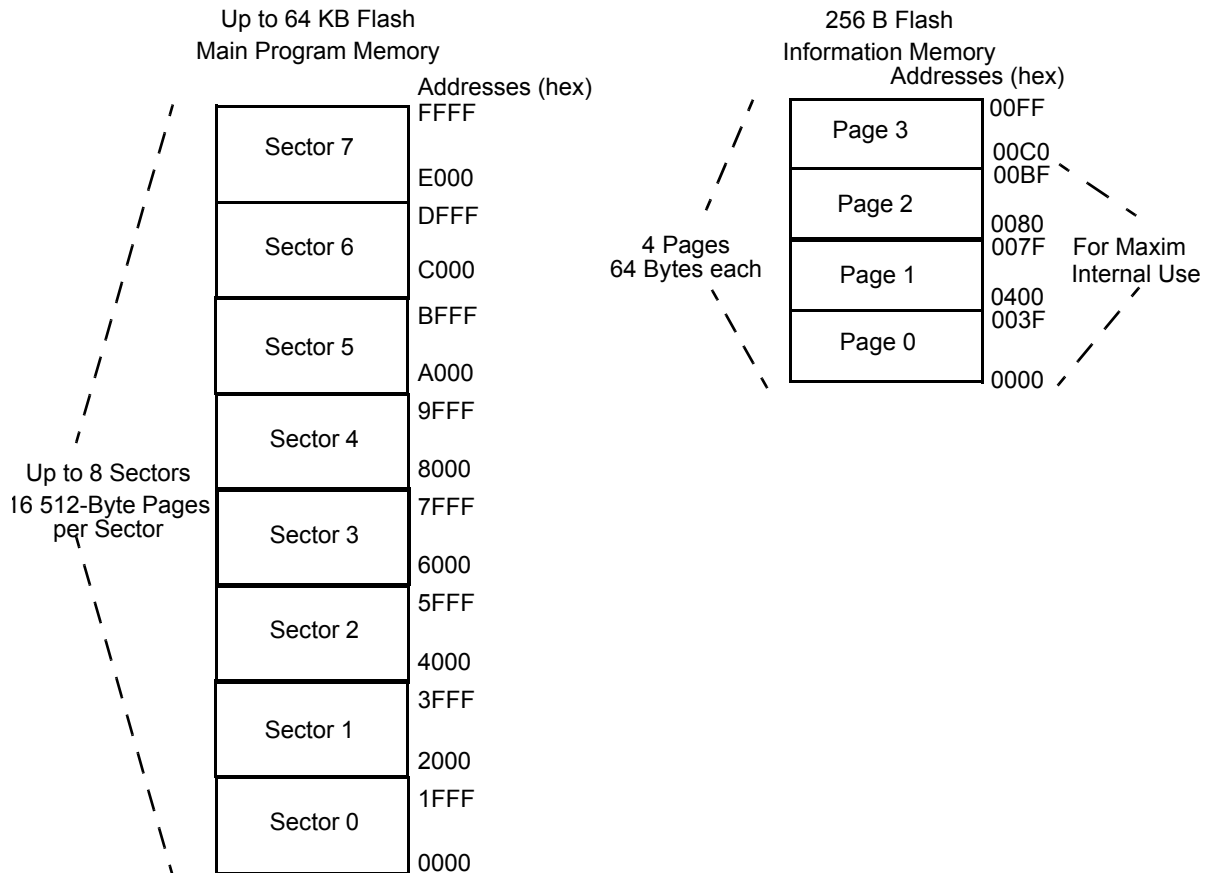 Up to 64 KB Flash
Main Program Memory
Addresses (hex)
FFFF
Sector 7
E000
DFFF
Sector 6
C000
BFFF
Sector 5
A000
9FFF
Sector 4
8000
7FFF
Sector 3
6000
5FFF
Sector 2
4000
3FFF
Sector 1
2000
1FFF
Sector 0
0000
Up to 8 Sectors
16 512-Byte Pages
per Sector
256 B Flash
Information Memory
Addresses (hex)
00FF
Page 3
00C0
00BF
Page 2
0080
007F
Page 1
0400
003F
Page 0
0000
4 Pages
64 Bytes each
For Maxim
Internal Use